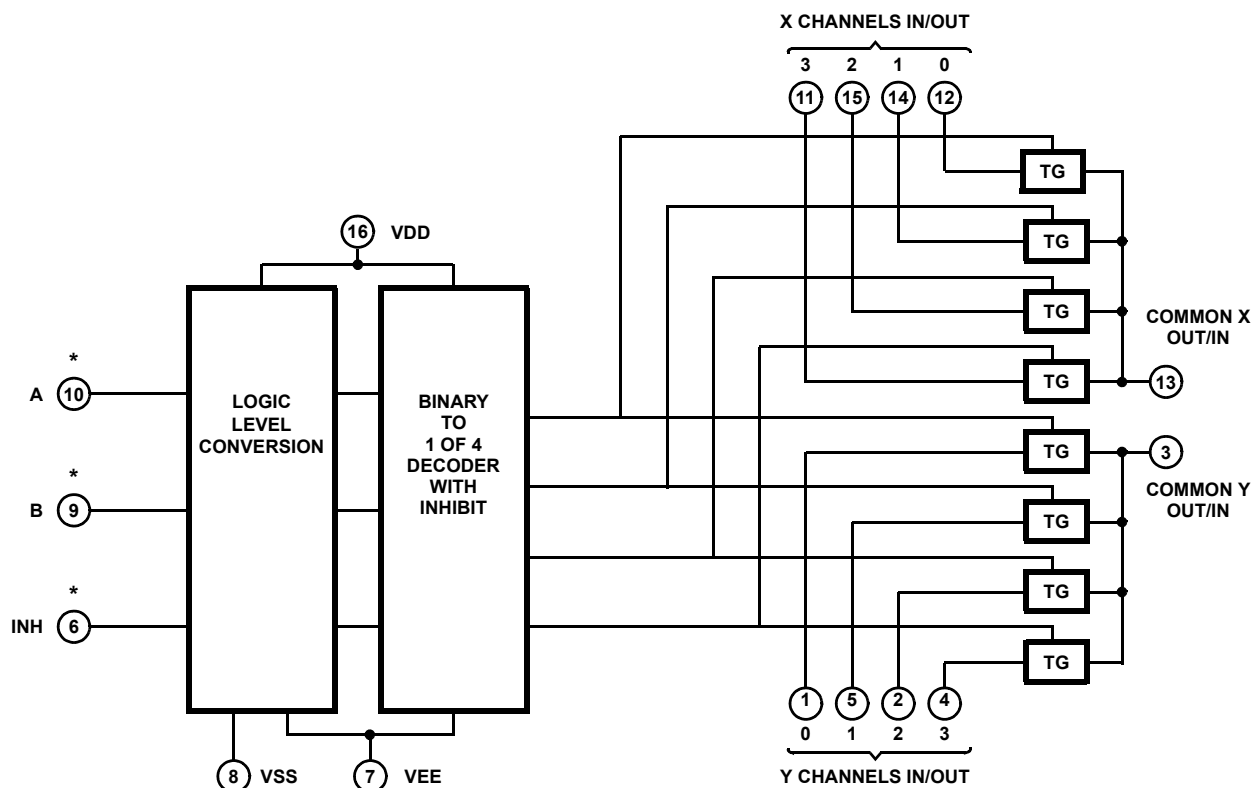 X CHANNELS IN/OUT
3 2 1 0
11 15 14 12
TG
16 VDD
TG
TG
COMMON X
OUT/IN
*
A 10
LOGIC
LEVEL
CONVERSION
BINARY
TO
1 OF 4
DECODER
WITH
INHIBIT
TG
13
TG
3
*
B 9
COMMON Y
OUT/IN
TG
*
INH 6
TG
TG
1 5 2 4
0 1 2 3
8 VSS
7 VEE
Y CHANNELS IN/OUT